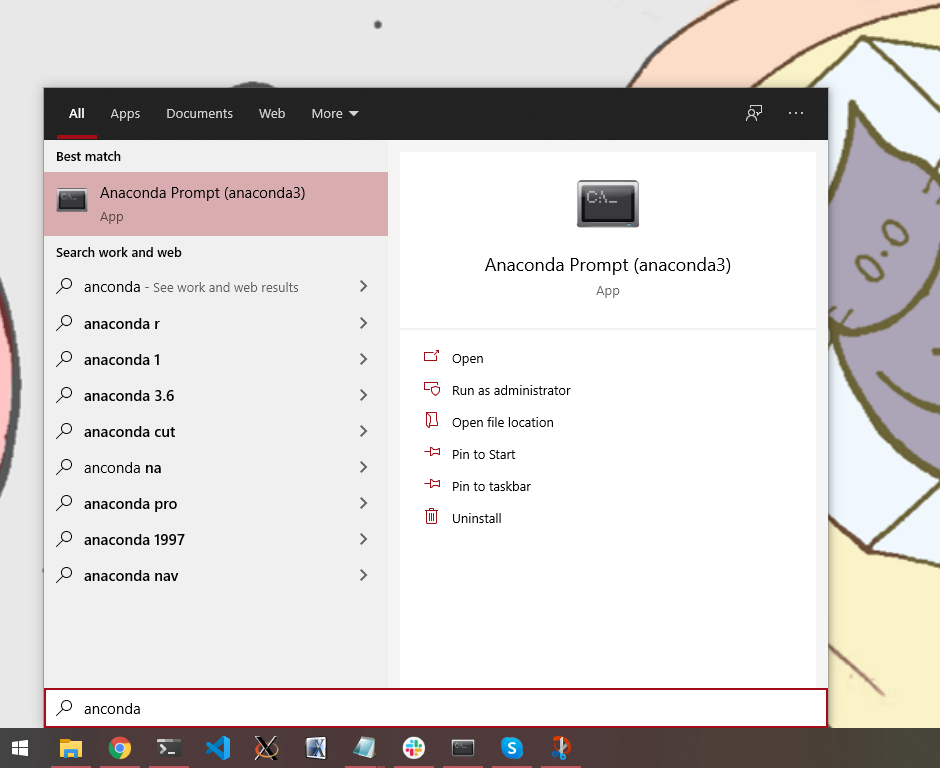 All Apps Documents Web More
Best match
Anaconda Prompt (anaconda3)
App
Search work and web
anconda - See work and web results
anaconda r
anaconda 1
anaconda 3.6
anaconda cut
anconda na
anaconda pro
anaconda 1997
anaconda nav
C:\_
Anaconda Prompt (anaconda3)
App
Open
Run as administrator
Open file location
Pin to Start
Pin to taskbar
Uninstall
anconda